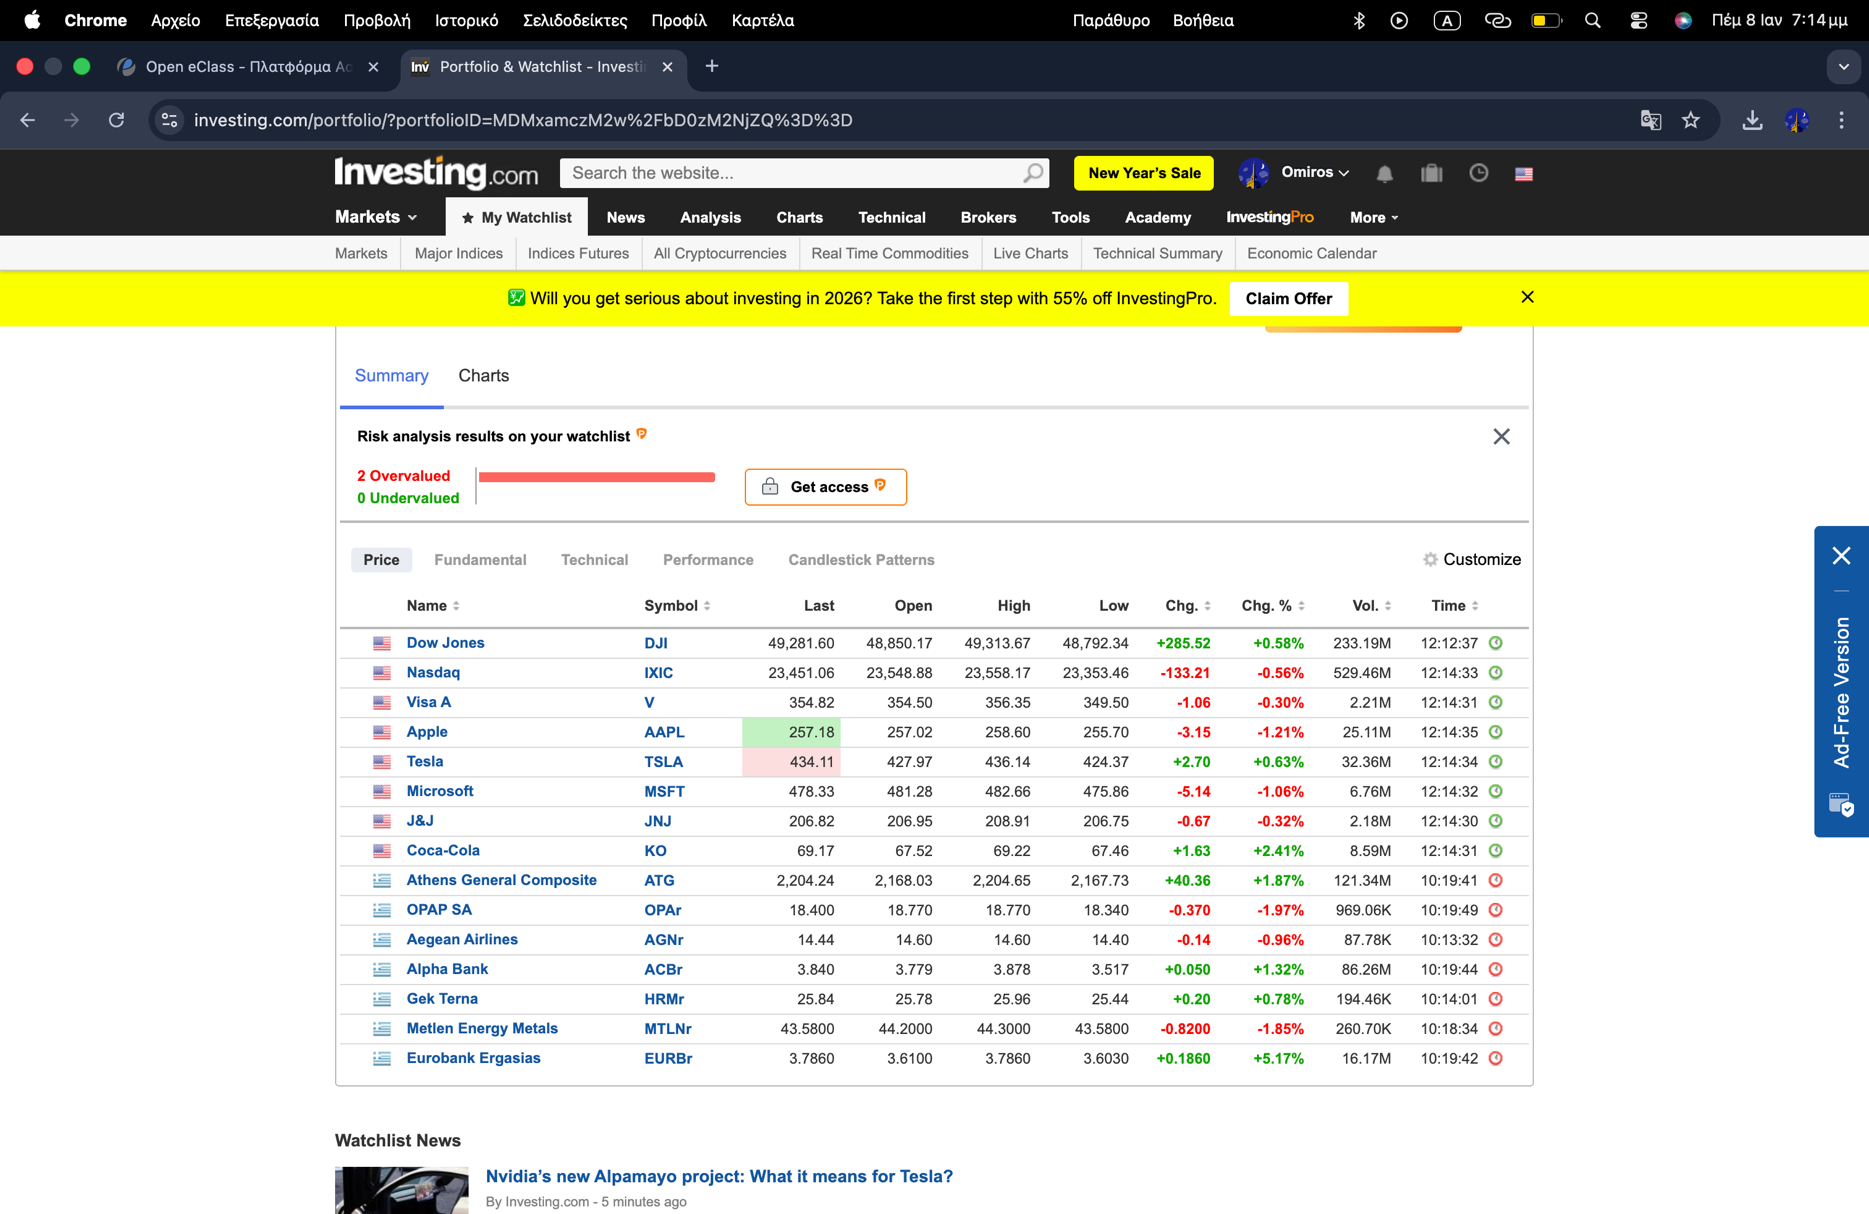 Chrome Αρχείο Επεξεργασία Προβολή Ιστορικό Σελιδοδείκτες Προφίλ Καρτέλα Παράθυρο Βοήθεια A Πέμ 8 Ιαν 7:14 μμ
Open eClass - Πλατφόρμα Ασ Inv Portfolio & Watchlist - Investi
investing.com/portfolio/?portfolioID=MDMxamczM2w%2FbD0zM2NjZQ%3D%3D
Investing.com Search the website... New Year's Sale Omiros
Markets My Watchlist News Analysis Charts Technical Brokers Tools Academy InvestingPro More
Markets Major Indices Indices Futures All Cryptocurrencies Real Time Commodities Live Charts Technical Summary Economic Calendar
Will you get serious about investing in 2026? Take the first step with 55% off InvestingPro. Claim Offer
Summary Charts
Risk analysis results on your watchlist
2 Overvalued
0 Undervalued
Get access
Price Fundamental Technical Performance Candlestick Patterns Customize
Name Symbol Last Open High Low Chg. Chg. % Vol. Time
Dow Jones DJI 49,281.60 48,850.17 49,313.67 48,792.34 +285.52 +0.58% 233.19M 12:12:37
Nasdaq IXIC 23,451.06 23,548.88 23,558.17 23,353.46 -133.21 -0.56% 529.46M 12:14:33
Visa A V 354.82 354.50 356.35 349.50 -1.06 -0.30% 2.21M 12:14:31
Apple AAPL 257.18 257.02 258.60 255.70 -3.15 -1.21% 25.11M 12:14:35
Tesla TSLA 434.11 427.97 436.14 424.37 +2.70 +0.63% 32.36M 12:14:34
Microsoft MSFT 478.33 481.28 482.66 475.86 -5.14 -1.06% 6.76M 12:14:32
J&J JNJ 206.82 206.95 208.91 206.75 -0.67 -0.32% 2.18M 12:14:30
Coca-Cola KO 69.17 67.52 69.22 67.46 +1.63 +2.41% 8.59M 12:14:31
Athens General Composite ATG 2,204.24 2,168.03 2,204.65 2,167.73 +40.36 +1.87% 121.34M 10:19:41
OPAP SA OPAr 18.400 18.770 18.770 18.340 -0.370 -1.97% 969.06K 10:19:49
Aegean Airlines AGNr 14.44 14.60 14.60 14.40 -0.14 -0.96% 87.78K 10:13:32
Alpha Bank ACBr 3.840 3.779 3.878 3.517 +0.050 +1.32% 86.26M 10:19:44
Gek Terna HRMr 25.84 25.78 25.96 25.44 +0.20 +0.78% 194.46K 10:14:01
Metlen Energy Metals MTLNr 43.5800 44.2000 44.3000 43.5800 -0.8200 -1.85% 260.70K 10:18:34
Eurobank Ergasias EURBr 3.7860 3.6100 3.7860 3.6030 +0.1860 +5.17% 16.17M 10:19:42
Ad-Free Version
Watchlist News
Nvidia's new Alpamayo project: What it means for Tesla?
By Investing.com - 5 minutes ago